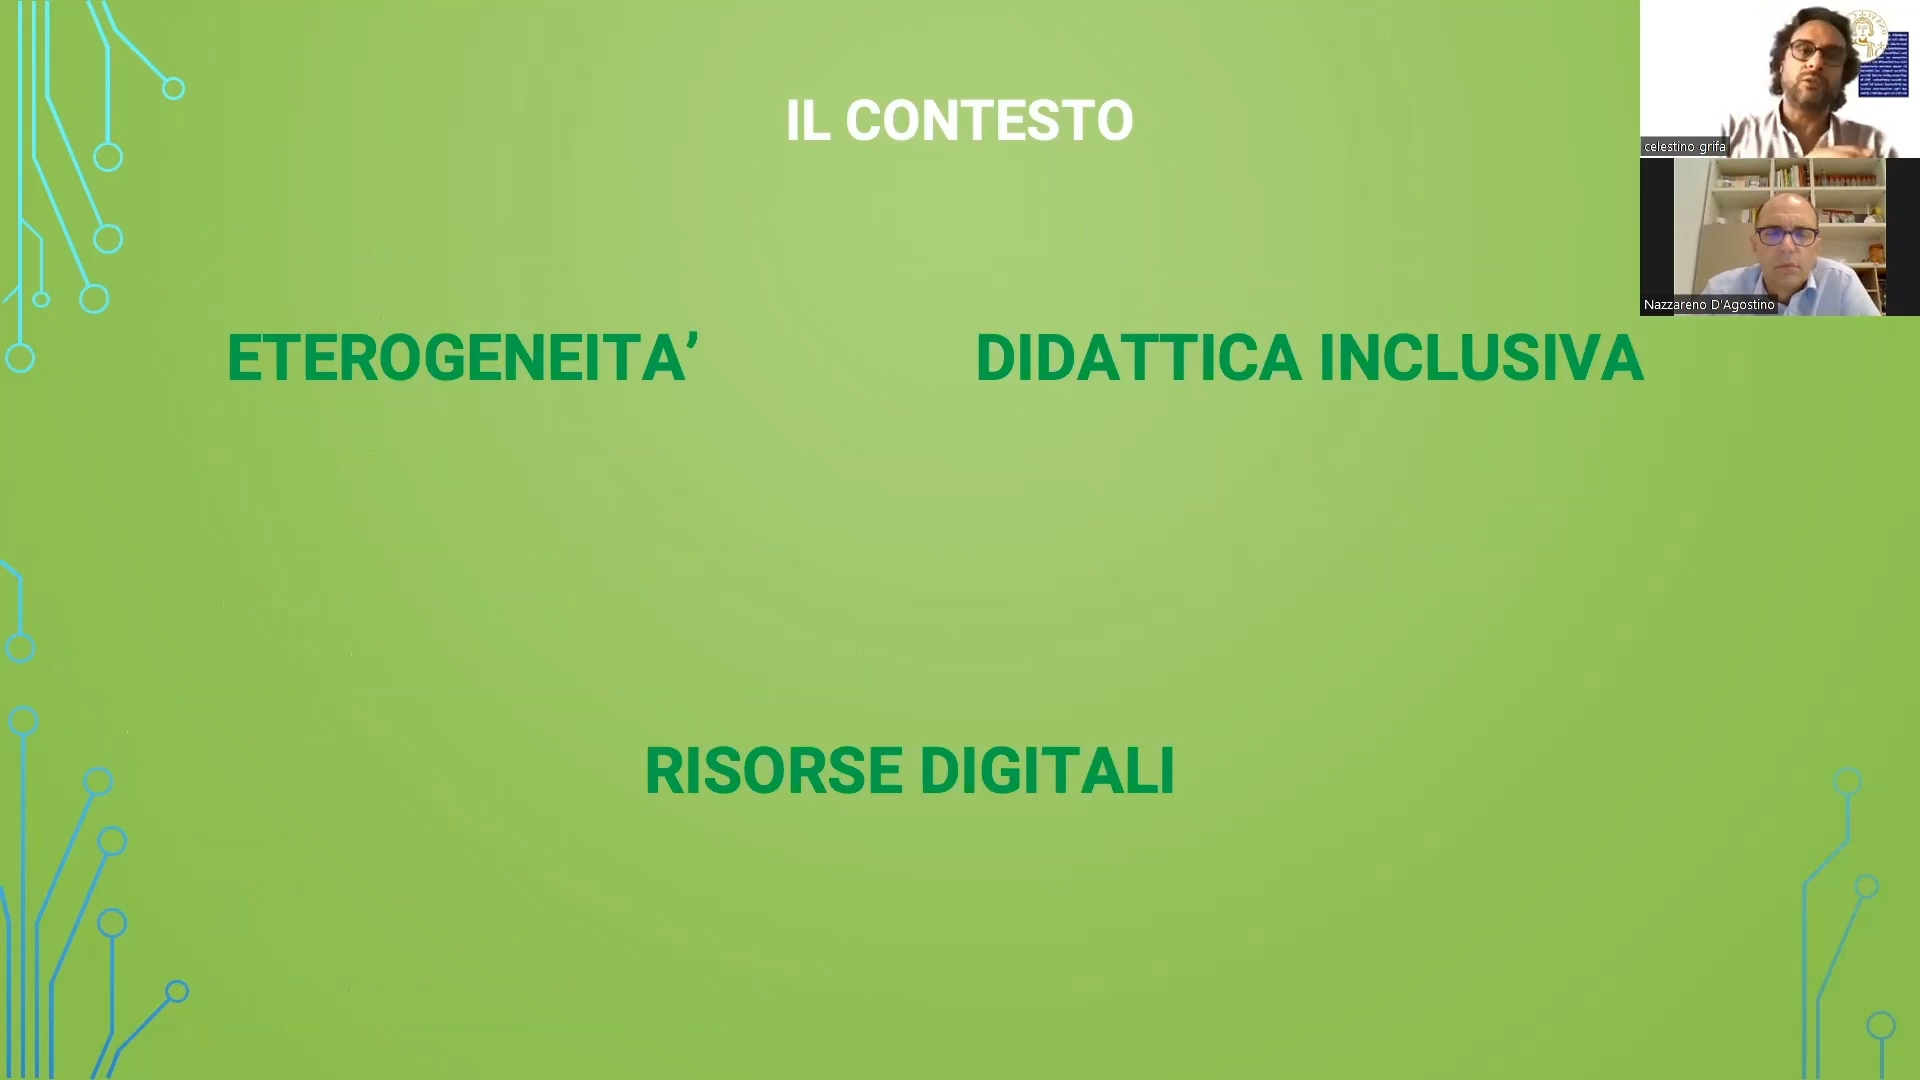 IL CONTESTO
celestino grifa
Nazzareno D'Agostino
ETEROGENEITA’
DIDATTICA INCLUSIVA
RISORSE DIGITALI